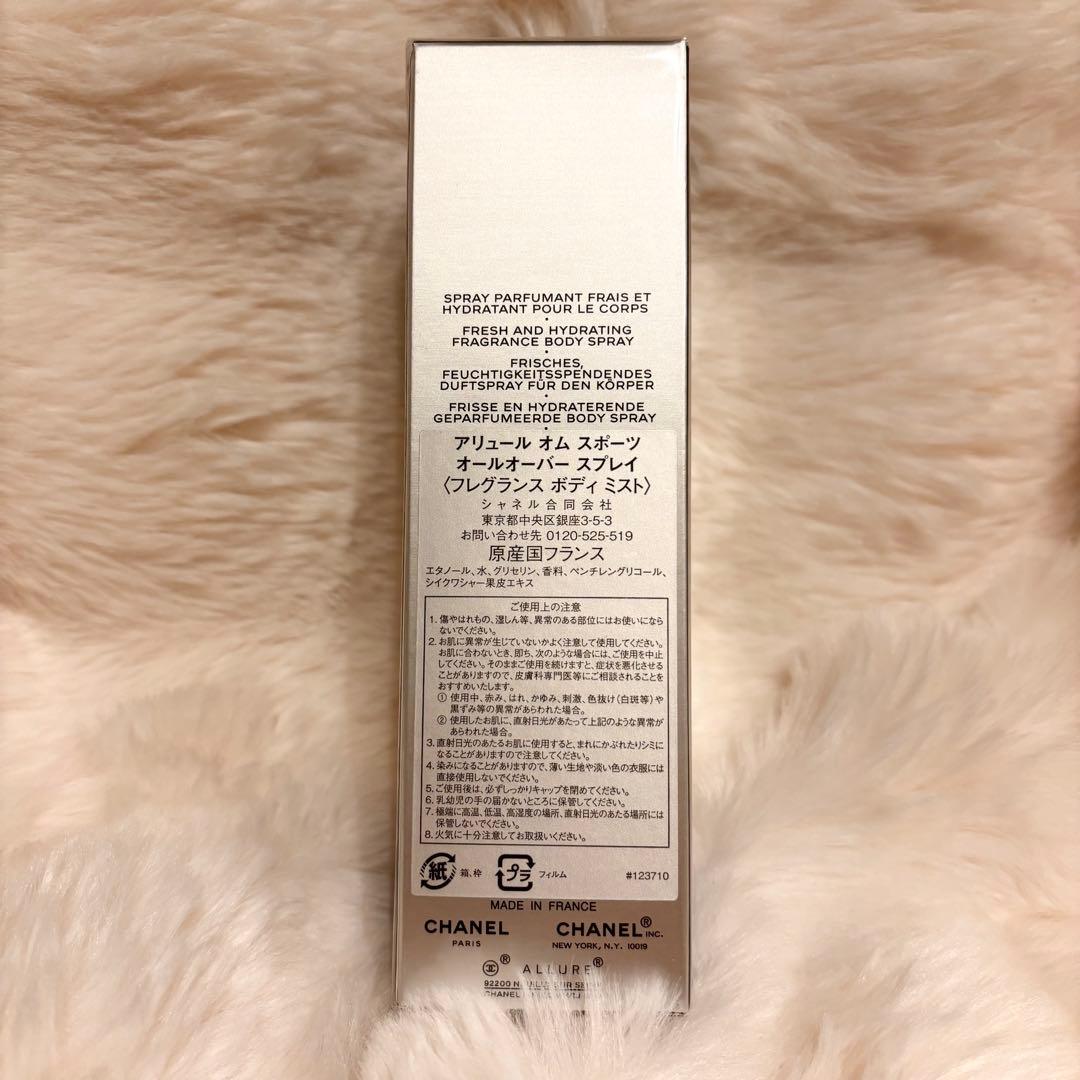 SPRAY PARFUMANT FRAIS ET
HYDRATANT POUR LE CORPS
•
FRESH AND HYDRATING
FRAGRANCE BODY SPRAY
•
FRISCHES,
FEUCHTIGKEITSSPENDENDES
DUFTSPRAY FÜR DEN KÖRPER
•
FRISSE EN HYDRATERENDE
GEPARFUMEERDE BODY SPRAY
•
アリュール オム スポーツ
オールオーバー スプレイ
〈フレグランス ボディ ミスト〉
シャネル合同会社
東京都中央区銀座3-5-3
お問い合わせ先 0120-525-519
原産国フランス
エタノール、水、グリセリン、香料、ペンチレングリコール、
シイクワシャー果皮エキス
ご使用上の注意
1. 傷やはれもの、湿しん等、異常のある部位にはお使いになら
ないでください。
2. お肌に異常が生じていないかよく注意して使用してください。
お肌に合わないとき、即ち、次のような場合には、ご使用を中止
してください。そのままご使用を続けますと、症状を悪化させる
ことがありますので、皮膚科専門医等にご相談されることを
おすすめいたします。
① 使用中、赤み、はれ、かゆみ、刺激、色抜け(白斑等)や
黒ずみ等の異常があらわれた場合。
② 使用したお肌に、直射日光があたって上記のような異常が
あらわれた場合。
3. 直射日光のあたるお肌に使用すると、まれにかぶれたりシミに
なることがありますので注意してください。
4. 染みになることがありますので、薄い生地や淡い色の衣服には
直接使用しないでください。
5. ご使用後は、必ずしっかりキャップを閉めてください。
6. 乳幼児の手の届かないところに保管してください。
7. 極端に高温、低温、高湿度の場所、直射日光のあたる場所には
保管しないでください。
8. 火気に十分注意してお取扱いください。
紙 箱、枠 プラ フィルム #123710
MADE IN FRANCE
CHANEL CHANEL® INC.
PARIS NEW YORK, N.Y. 10019
® ALLURE®
92200
CHANEL